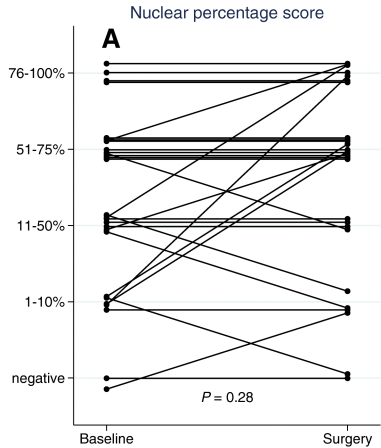 Nuclear percentage score
A
76-100%
51-75%
11-50%
1-10%
negative
P = 0.28
Baseline Surgery